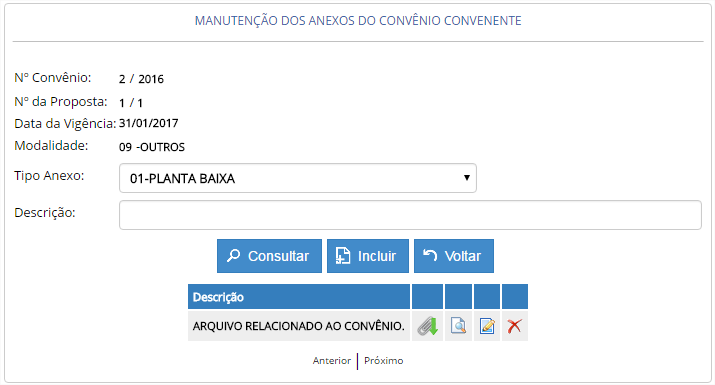 MANUTENÇÃO DOS ANEXOS DO CONVÊNIO CONVENENTE
Nº Convênio: 2 / 2016
Nº da Proposta: 1 / 1
Data da Vigência: 31/01/2017
Modalidade: 09 -OUTROS
Tipo Anexo: 01-PLANTA BAIXA
Descrição:
Consultar Incluir Voltar
Descrição
ARQUIVO RELACIONADO AO CONVÊNIO.
Anterior Próximo